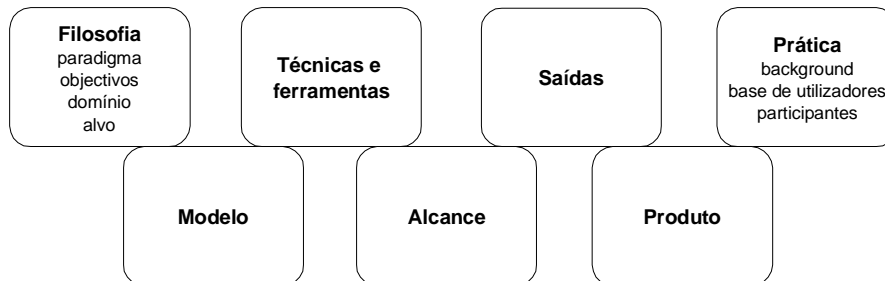 Filosofia
paradigma
objectivos
domínio
alvo
Técnicas e
ferramentas
Saídas
Prática
background
base de utilizadores
participantes
Modelo
Alcance
Produto